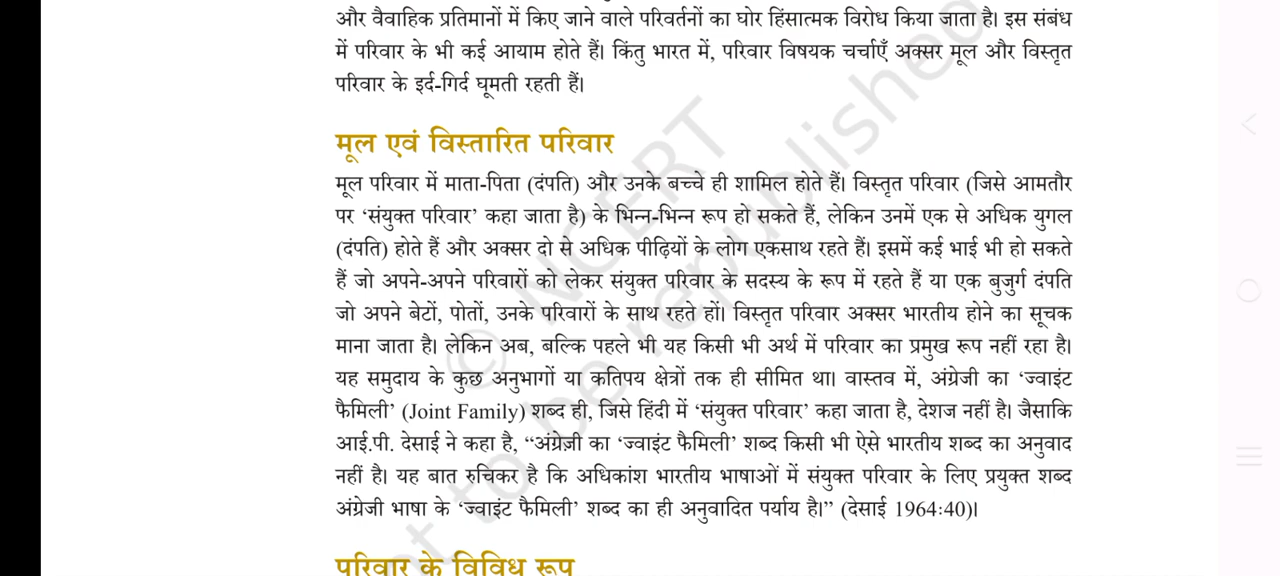 और वैवाहिक प्रतिमानों में किए जाने वाले परिवर्तनों का घोर हिंसात्मक विरोध किया जाता है। इस संबंध
में परिवार के भी कई आयाम होते हैं। किंतु भारत में, परिवार विषयक चर्चाएँ अक्सर मूल और विस्तृत
परिवार के इर्द-गिर्द घूमती रहती हैं।
मूल एवं विस्तारित परिवार
मूल परिवार में माता-पिता (दंपति) और उनके बच्चे ही शामिल होते हैं। विस्तृत परिवार (जिसे आमतौर
पर ‘संयुक्त परिवार’ कहा जाता है) के भिन्न-भिन्न रूप हो सकते हैं, लेकिन उनमें एक से अधिक युगल
(दंपति) होते हैं और अक्सर दो से अधिक पीढ़ियों के लोग एकसाथ रहते हैं। इसमें कई भाई भी हो सकते
हैं जो अपने-अपने परिवारों को लेकर संयुक्त परिवार के सदस्य के रूप में रहते हैं या एक बुजुर्ग दंपति
जो अपने बेटों, पोतों, उनके परिवारों के साथ रहते हों। विस्तृत परिवार अक्सर भारतीय होने का सूचक
माना जाता है। लेकिन अब, बल्कि पहले भी यह किसी भी अर्थ में परिवार का प्रमुख रूप नहीं रहा है।
यह समुदाय के कुछ अनुभागों या कतिपय क्षेत्रों तक ही सीमित था। वास्तव में, अंग्रेजी का ‘ज्वाइंट
फैमिली’ (Joint Family) शब्द ही, जिसे हिंदी में ‘संयुक्त परिवार’ कहा जाता है, देशज नहीं है। जैसाकि
आई.पी. देसाई ने कहा है, “अंग्रेज़ी का ‘ज्वाइंट फैमिली’ शब्द किसी भी ऐसे भारतीय शब्द का अनुवाद
नहीं है। यह बात रुचिकर है कि अधिकांश भारतीय भाषाओं में संयुक्त परिवार के लिए प्रयुक्त शब्द
अंग्रेजी भाषा के ‘ज्वाइंट फैमिली’ शब्द का ही अनुवादित पर्याय है।” (देसाई 1964:40)।
परिवार के विविध रूप
© NCERT
not to be republished